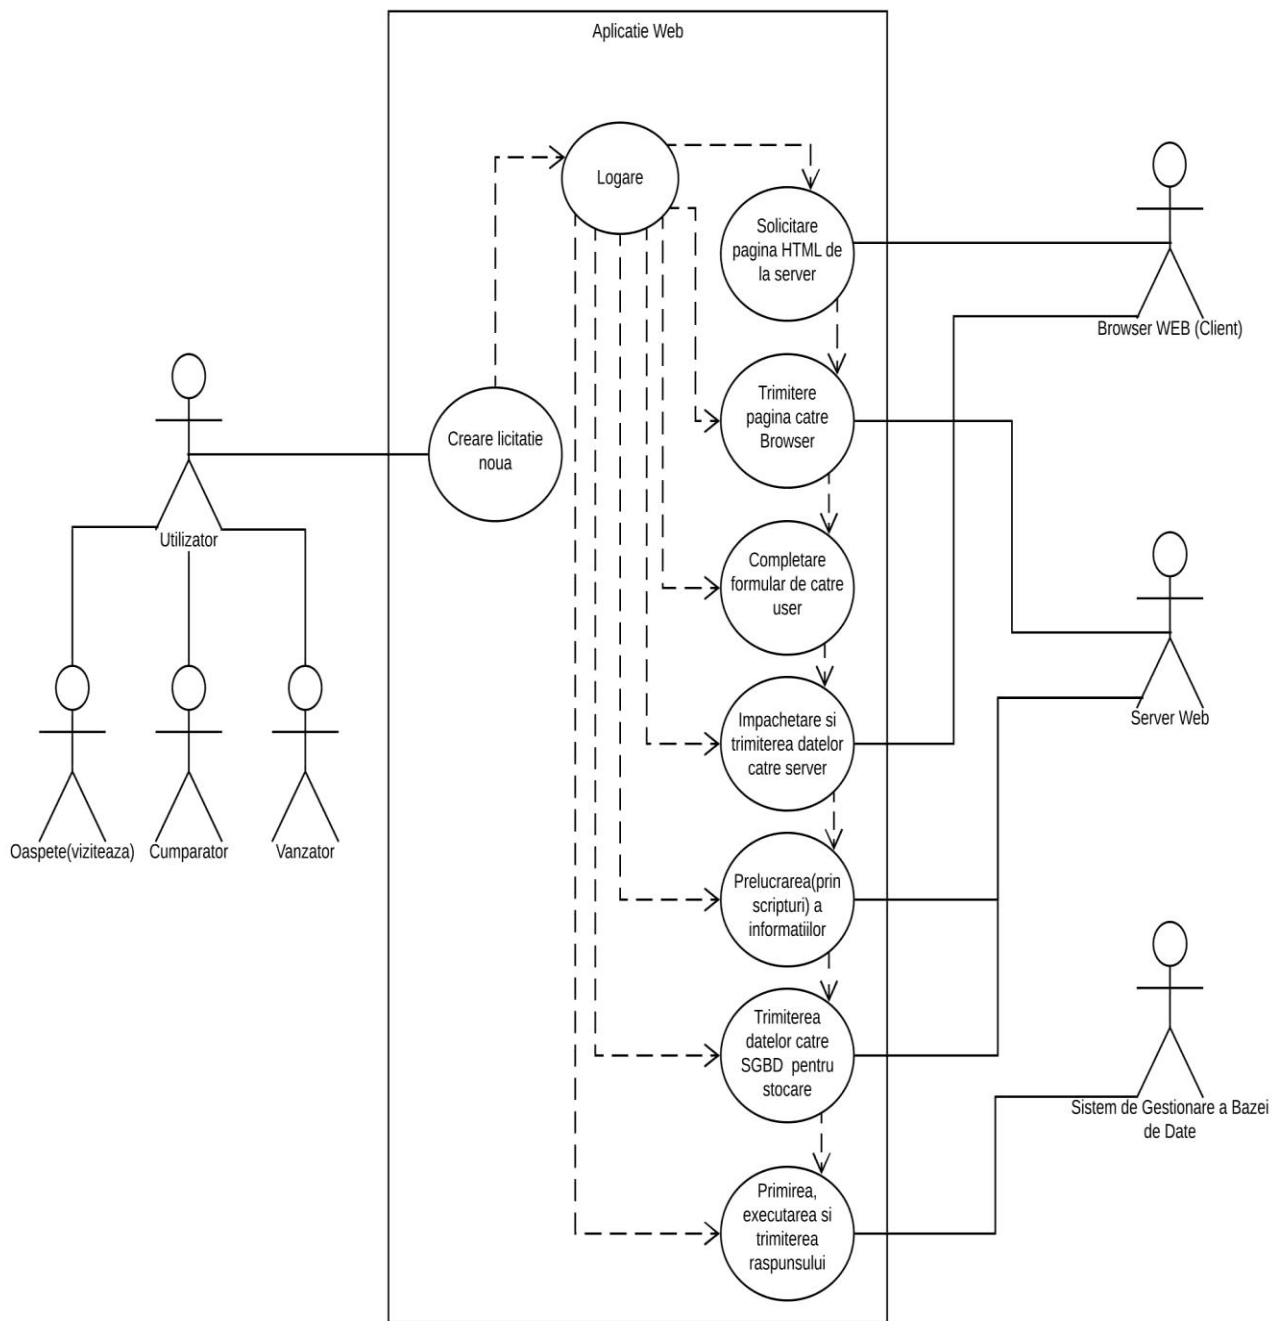 Aplicatie Web
Logare
Solicitare
pagina HTML de
la server
Browser WEB (Client)
Trimitere
pagina catre
Browser
Creare licitatie
noua
Utilizator
Completare
formular de catre
user
Impachetare si
trimiterea datelor
catre server
Server Web
Oaspete(viziteaza)
Cumparator
Vanzator
Prelucrarea(prin
scripturi) a
informatiilor
Trimiterea
datelor catre
SGBD pentru
stocare
Sistem de Gestionare a Bazei
de Date
Primirea,
executarea si
trimiterea
raspunsului